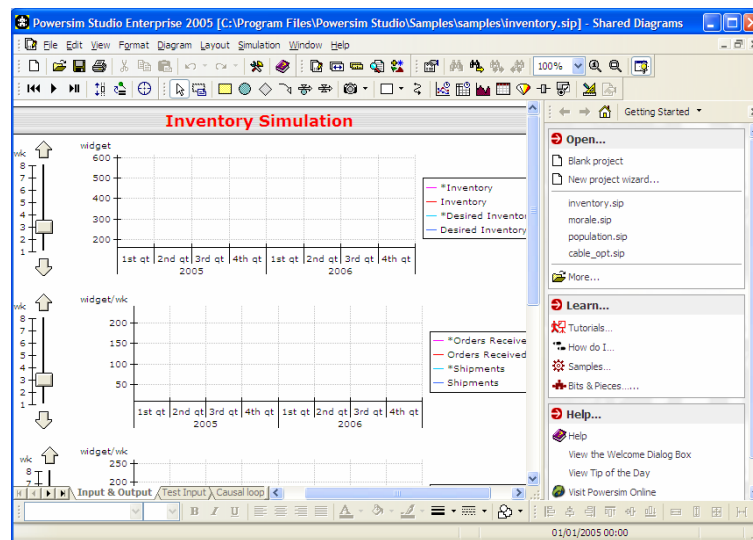 Powersim Studio Enterprise 2005 [C:\Program Files\Powersim Studio\Samples\samples\inventory.sip] - Shared Diagrams
File Edit View Format Diagram Layout Simulation Window Help
100%
Inventory Simulation
wk
8
7
6
5
4
3
2
1
widget
600
500
400
300
200
1st qt 2nd qt 3rd qt 4th qt 1st qt 2nd qt 3rd qt 4th qt
2005 2006
*Inventory
Inventory
*Desired Inventor
Desired Inventory
wk
8
7
6
5
4
3
2
1
widget/wk
200
150
100
50
1st qt 2nd qt 3rd qt 4th qt 1st qt 2nd qt 3rd qt 4th qt
2005 2006
*Orders Receive
Orders Received
*Shipments
Shipments
wk
8
7
widget/wk
250
200
Input & Output Test Input Causal loop
Getting Started
Open...
Blank project
New project wizard...
inventory.sip
morale.sip
population.sip
cable_opt.sip
More...
Learn...
Tutorials...
How do I...
Samples...
Bits & Pieces......
Help...
Help
View the Welcome Dialog Box
View Tip of the Day
Visit Powersim Online
B I U A
01/01/2005 00:00